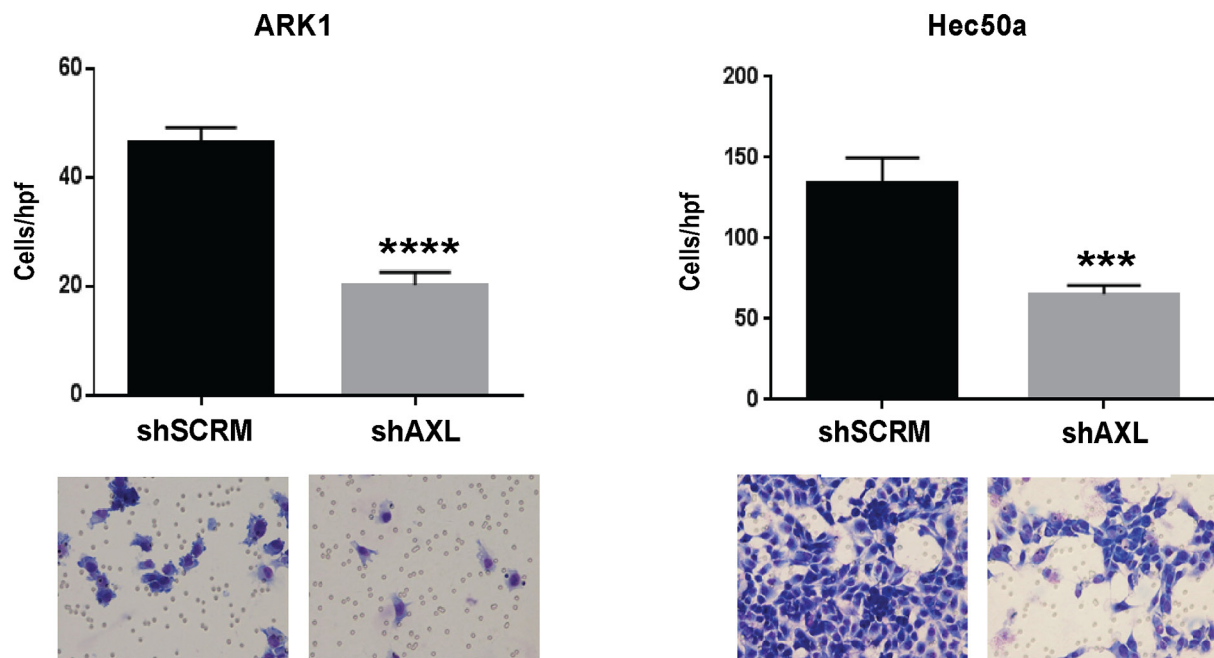 ARK1
60
40
20
0
Cells/hpf
****
shSCRM
shAXL
Hec50a
200
150
100
50
0
Cells/hpf
***
shSCRM
shAXL